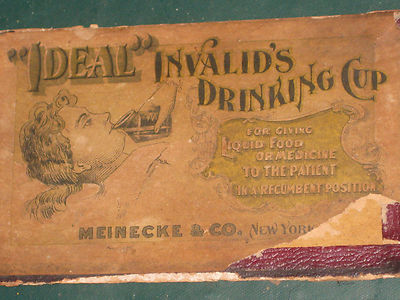 "IDEAL" INVALID'S
DRINKING CUP
FOR GIVING
LIQUID FOOD
OR MEDICINE
TO THE PATIENT
IN A RECUMBENT POSITION
MEINECKE & CO. NEW YORK